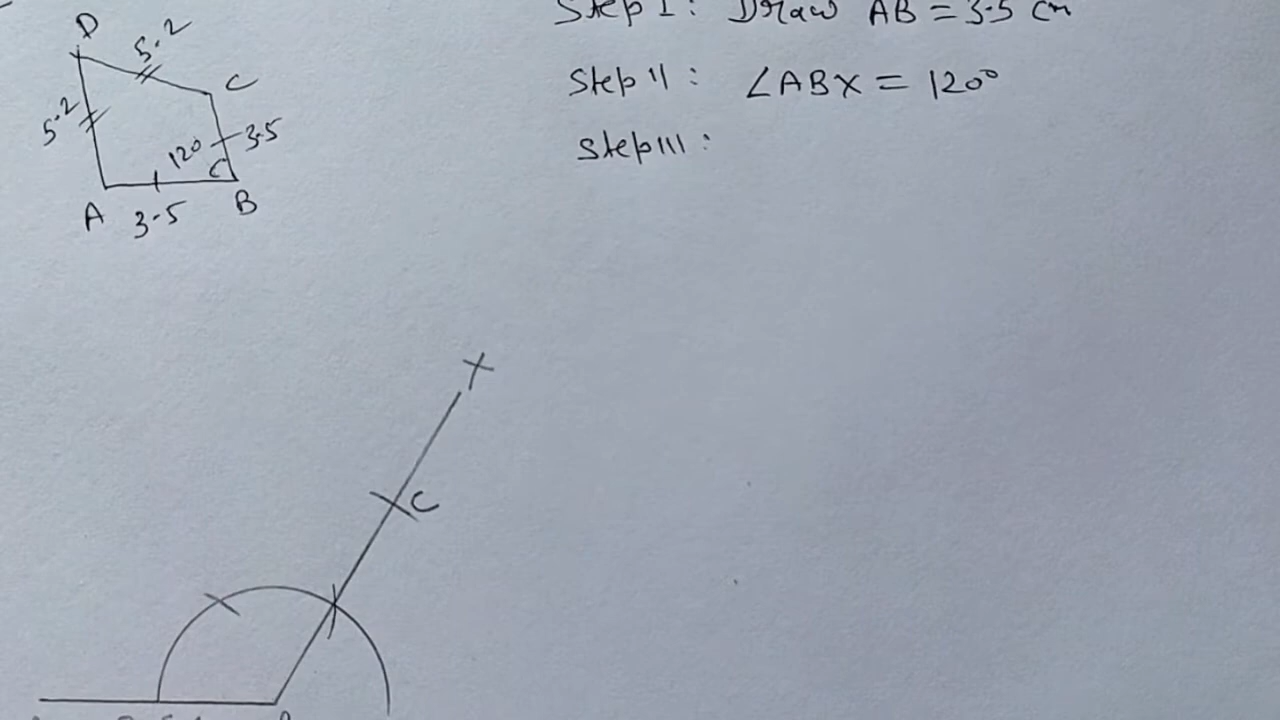 Step I : Draw AB = 3.5 cm
Step II : ∠ABX = 120°
Step III :
D
5.2
C
5.2
120
3.5
A
3.5
B
X
C